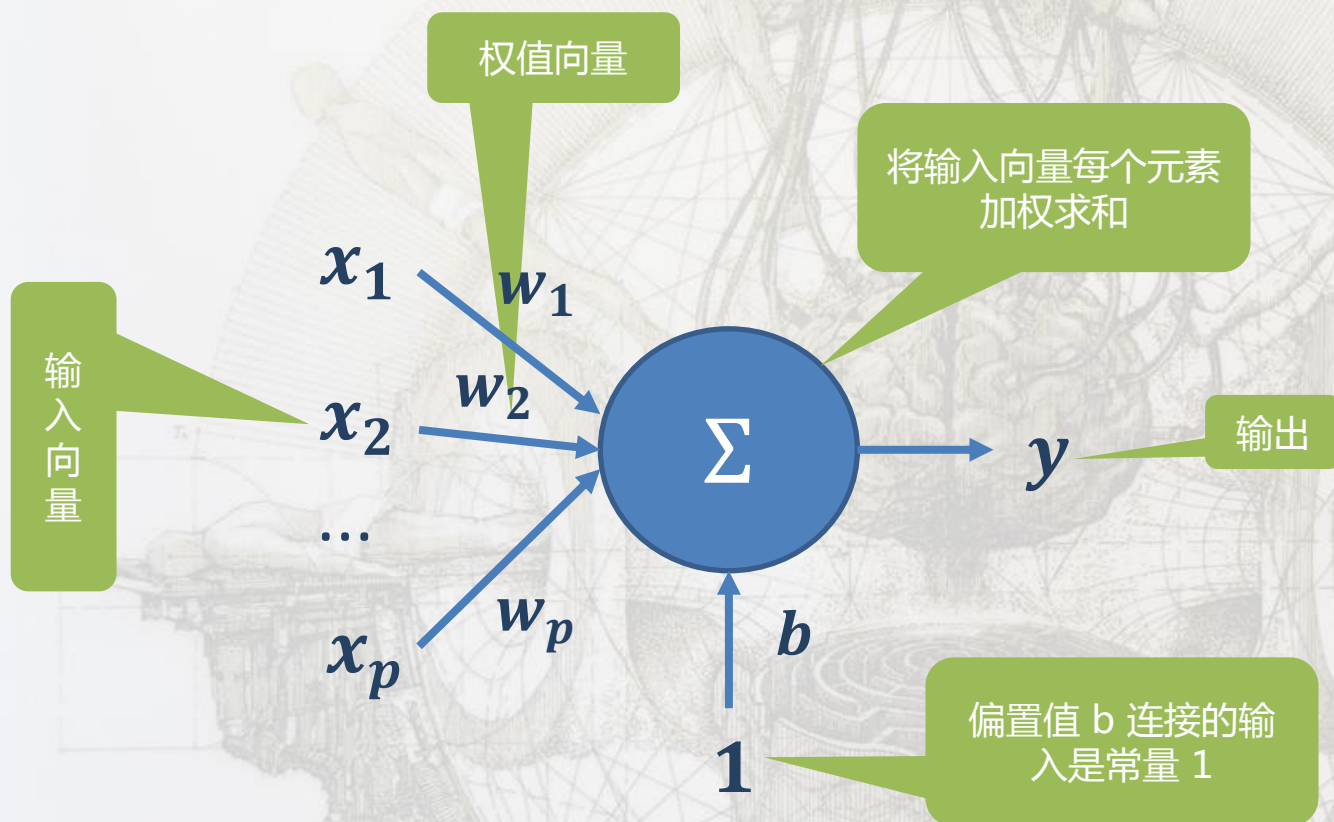 权值向量
将输入向量每个元素
加权求和
x₁
w₁
输
入
向
量
w₂
x₂
Σ
y
输出
...
w_p
x_p
b
1
偏置值 b 连接的输
入是常量 1